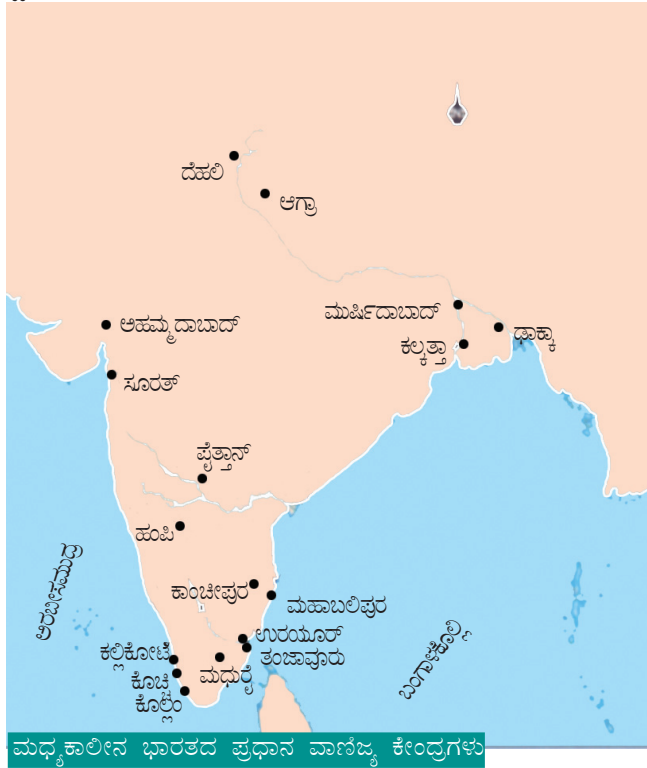 ದೆಹಲಿ
ಆಗ್ರಾ
ಮುರ್ಷಿದಾಬಾದ್
ಅಹಮ್ಮದಾಬಾದ್
ಢಾಕ್ಕಾ
ಕಲ್ಕತ್ತಾ
ಸೂರತ್
ಪೈತ್ತಾನ್
ಹಂಪಿ
ಅರಬೀಸಮುದ್ರ
ಕಾಂಚೀಪುರ
ಮಹಾಬಲಿಪುರ
ಉರಯೂರ್
ಕಲ್ಲಿಕೋಟೆ
ತಂಜಾವೂರು
ಮಧುರೈ
ಬಂಗಾಳಕೊಲ್ಲಿ
ಕೊಚ್ಚಿ
ಕೊಲ್ಲಂ
ಮಧ್ಯಕಾಲೀನ ಭಾರತದ ಪ್ರಧಾನ ವಾಣಿಜ್ಯ ಕೇಂದ್ರಗಳು